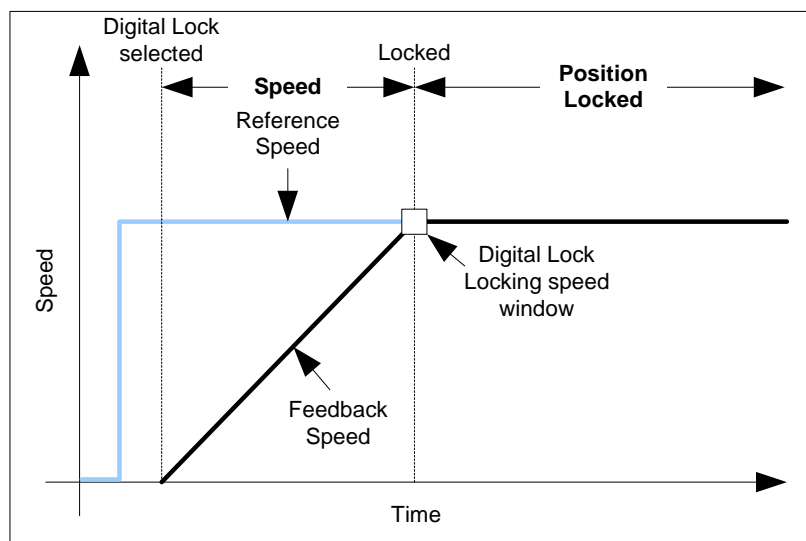 Digital Lock
selected
Locked
Speed
Position
Locked
Reference
Speed
Speed
Digital Lock
Locking speed
window
Feedback
Speed
Time